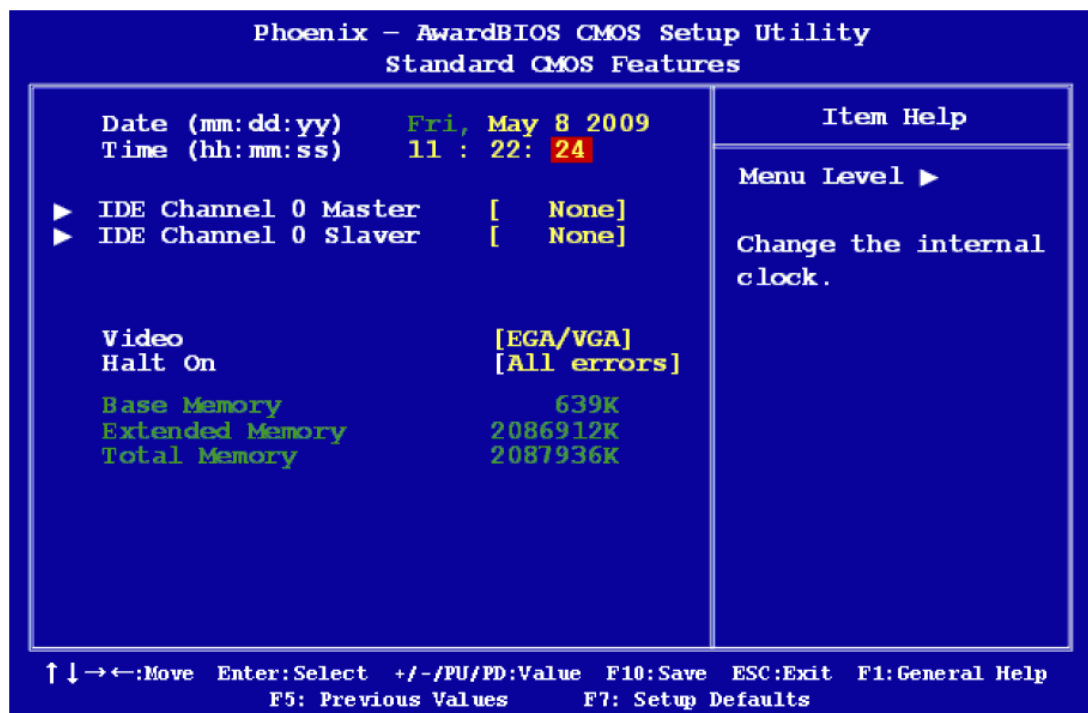 Phoenix – AwardBIOS CMOS Setup Utility
Standard CMOS Features
Date (mm:dd:yy) Fri, May 8 2009
Time (hh:mm:ss) 11 : 22: 24
▶ IDE Channel 0 Master [ None]
▶ IDE Channel 0 Slaver [ None]
Video [EGA/VGA]
Halt On [All errors]
Base Memory 639K
Extended Memory 2086912K
Total Memory 2087936K
Item Help
Menu Level ▶
Change the internal
clock.
↑↓→←:Move Enter:Select +/-/PU/PD:Value F10:Save ESC:Exit F1:General Help
F5: Previous Values F7: Setup Defaults